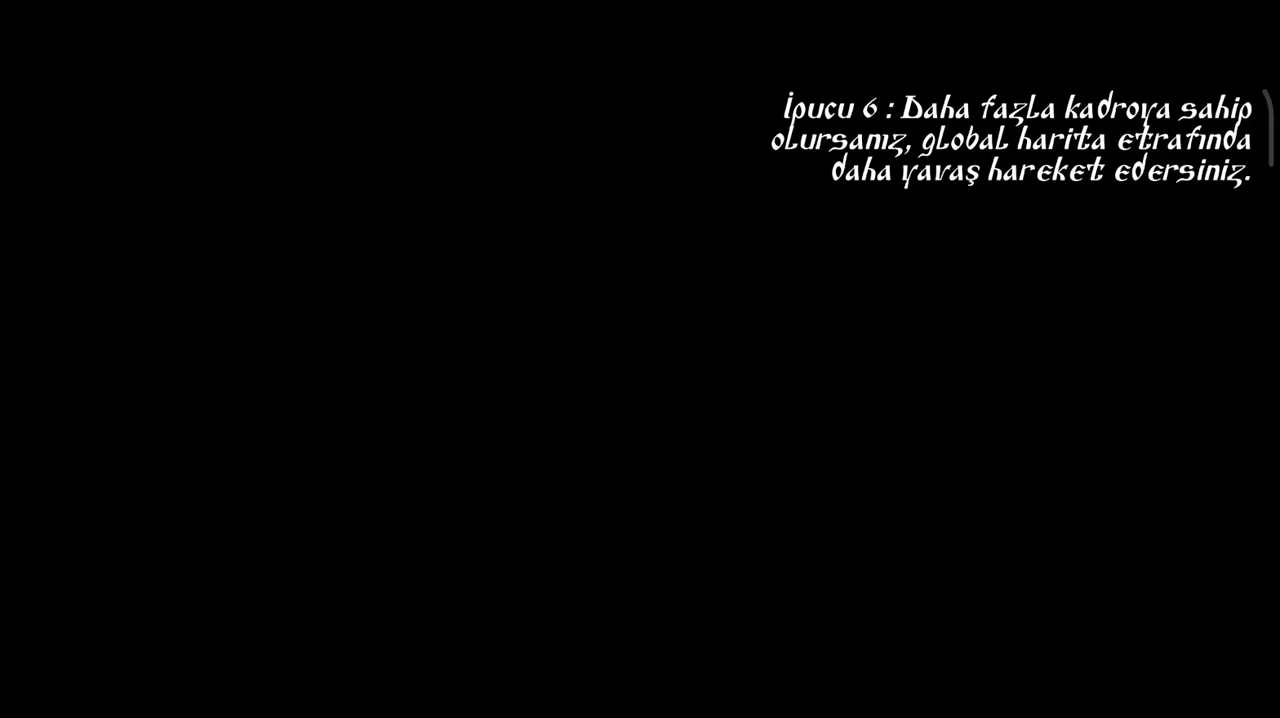 İpucu 6 : Daha fazla kadroya sahip
olursanız, global harita etrafında
daha yavaş hareket edersiniz.